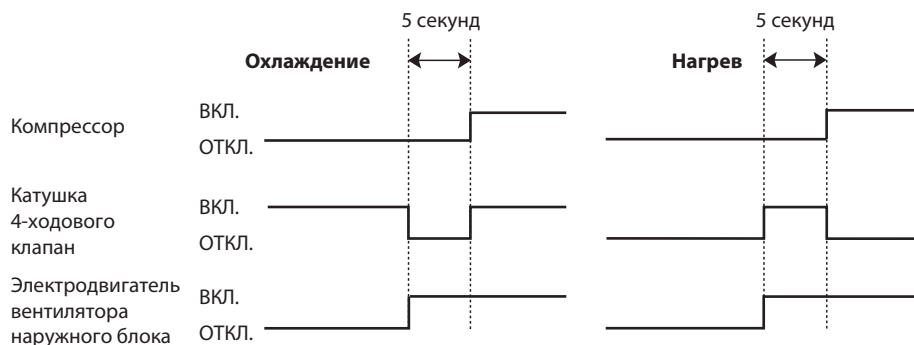 5 секунд
5 секунд
Охлаждение
Нагрев
Компрессор
ВКЛ.
ОТКЛ.
Катушка
4-ходового
клапан
ВКЛ.
ОТКЛ.
Электродвигатель
вентилятора
наружного блока
ВКЛ.
ОТКЛ.